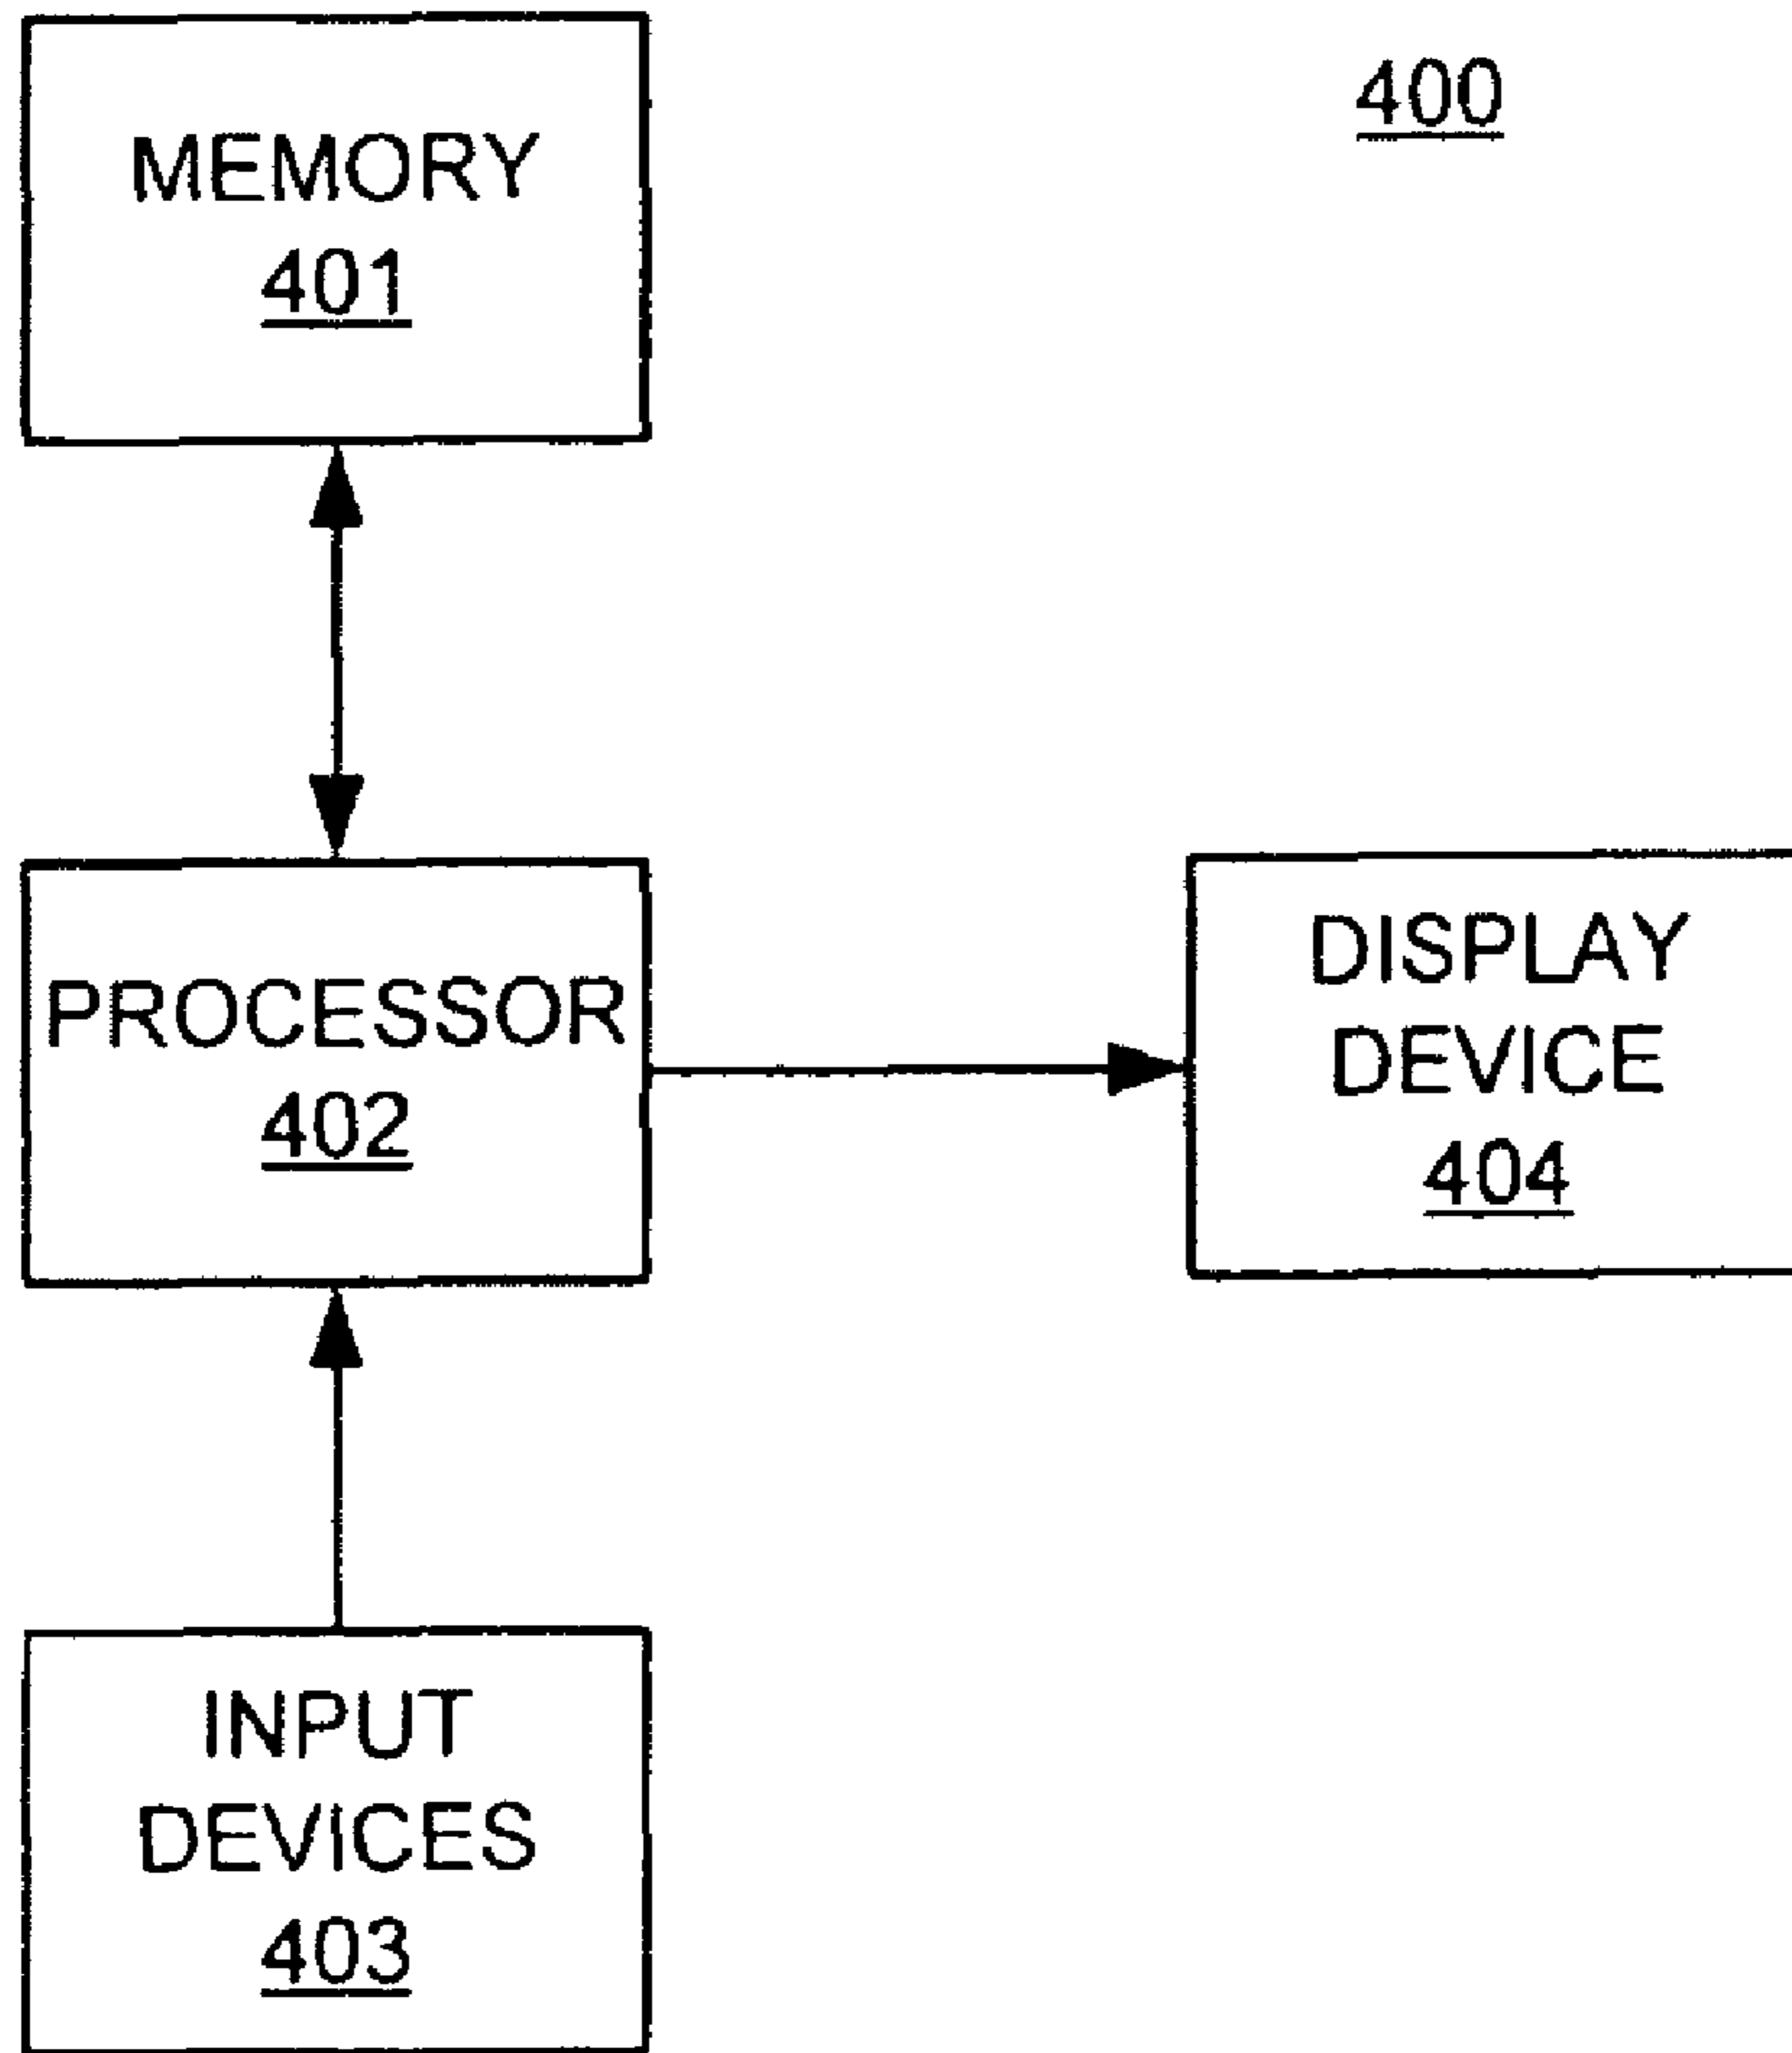 400
MEMORY
401
PROCESSOR
402
DISPLAY
DEVICE
404
INPUT
DEVICES
403